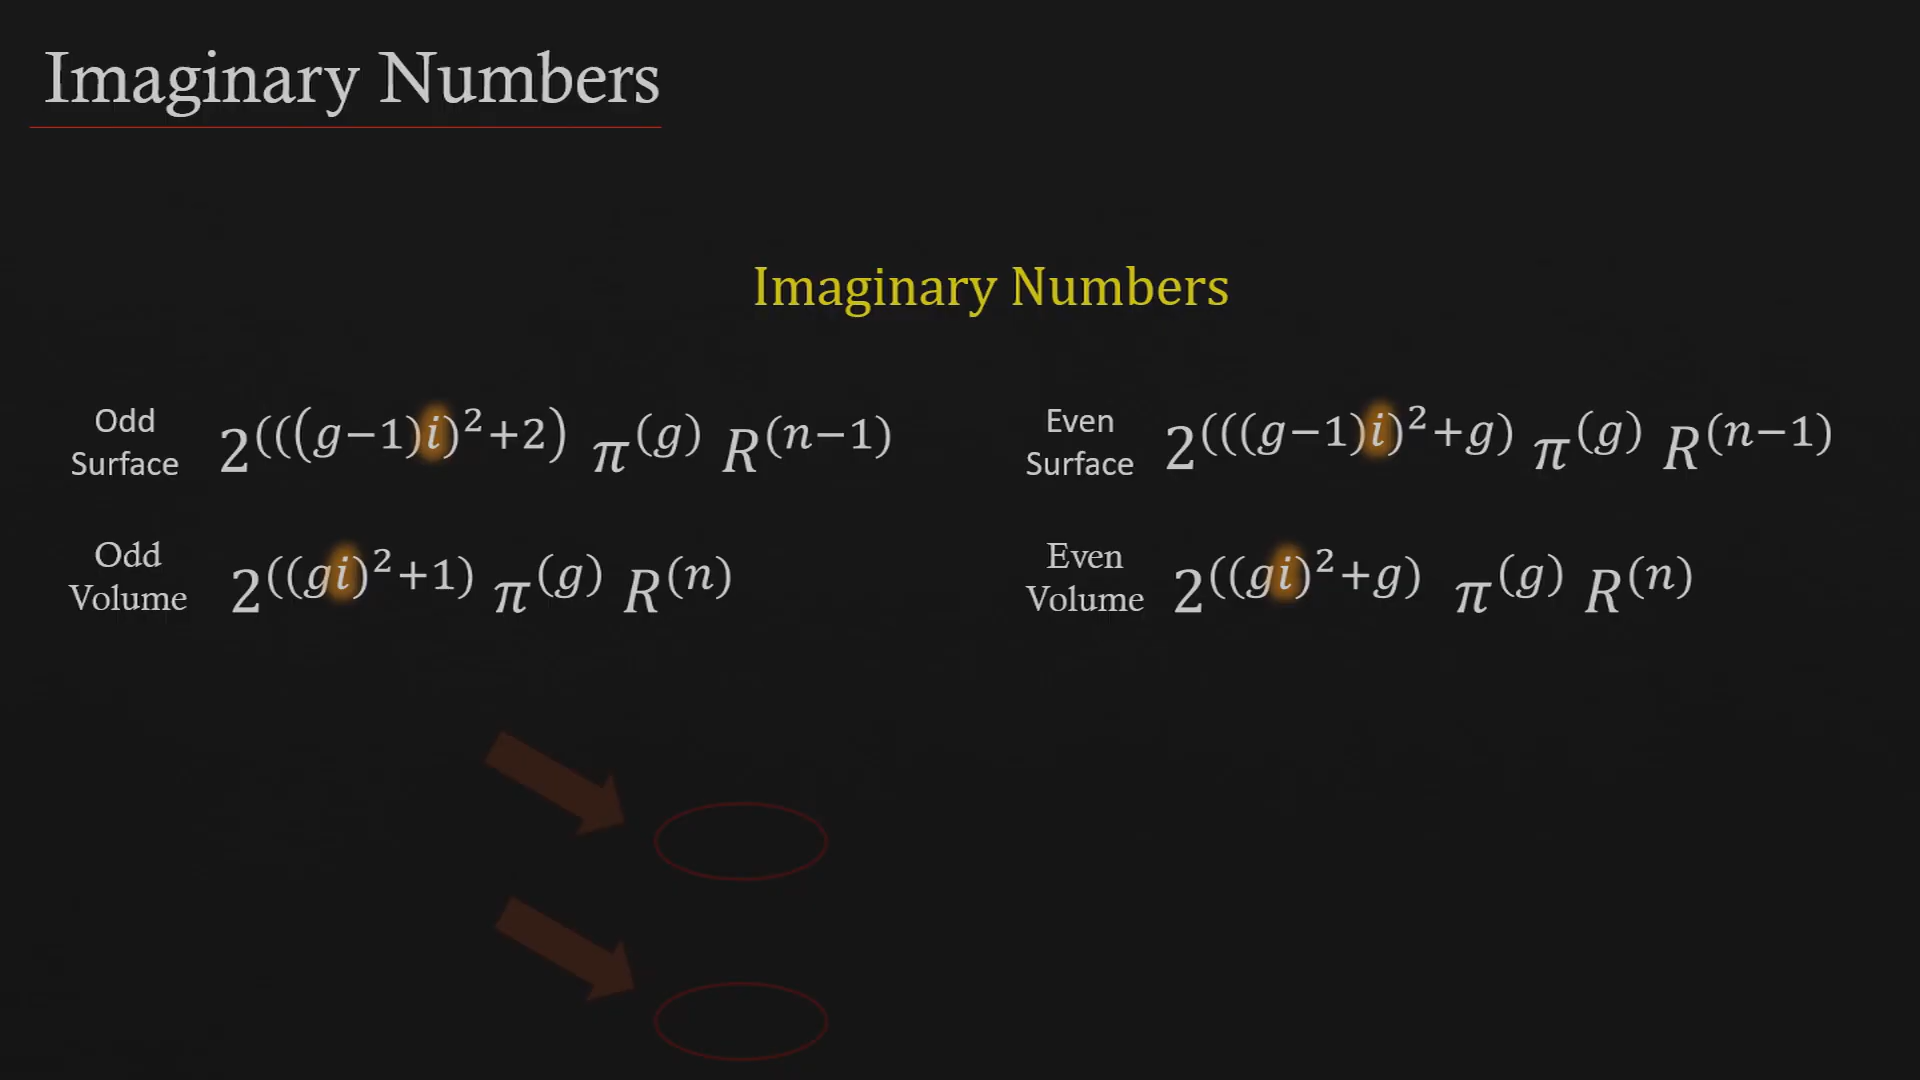 Imaginary Numbers
Imaginary Numbers
Odd
Surface
2^(((g−1)i)^2+2) π^(g) R^(n−1)
Even
Surface
2^(((g−1)i)^2+g) π^(g) R^(n−1)
Odd
Volume
2^((gi)^2+1) π^(g) R^(n)
Even
Volume
2^((gi)^2+g) π^(g) R^(n)